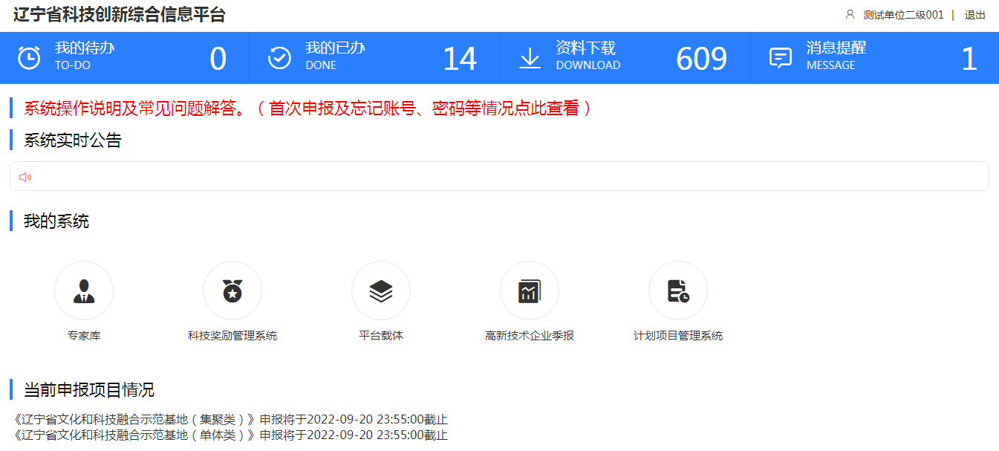 辽宁省科技创新综合信息平台
测试单位二级001 | 退出
我的待办
TO-DO
0
我的已办
DONE
14
资料下载
DOWNLOAD
609
消息提醒
MESSAGE
1
系统操作说明及常见问题解答。（首次申报及忘记账号、密码等情况点此查看）
系统实时公告
我的系统
专家库
科技奖励管理系统
平台载体
高新技术企业季报
计划项目管理系统
当前申报项目情况
《辽宁省文化和科技融合示范基地（集聚类）》申报将于2022-09-20 23:55:00截止
《辽宁省文化和科技融合示范基地（单体类）》申报将于2022-09-20 23:55:00截止